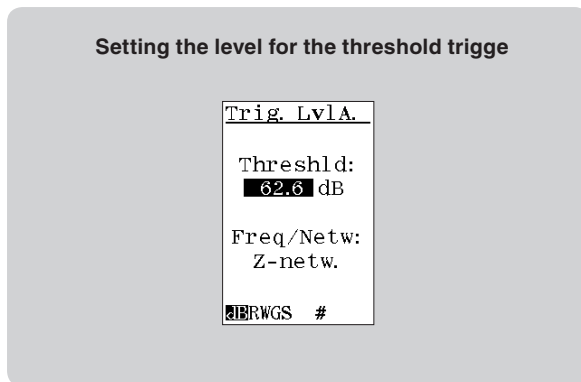 Setting the level for the threshold trigge
Trig. LvlA.
Threshld:
62.6 dB
Freq/Netw:
Z-netw.
dBRWGS #